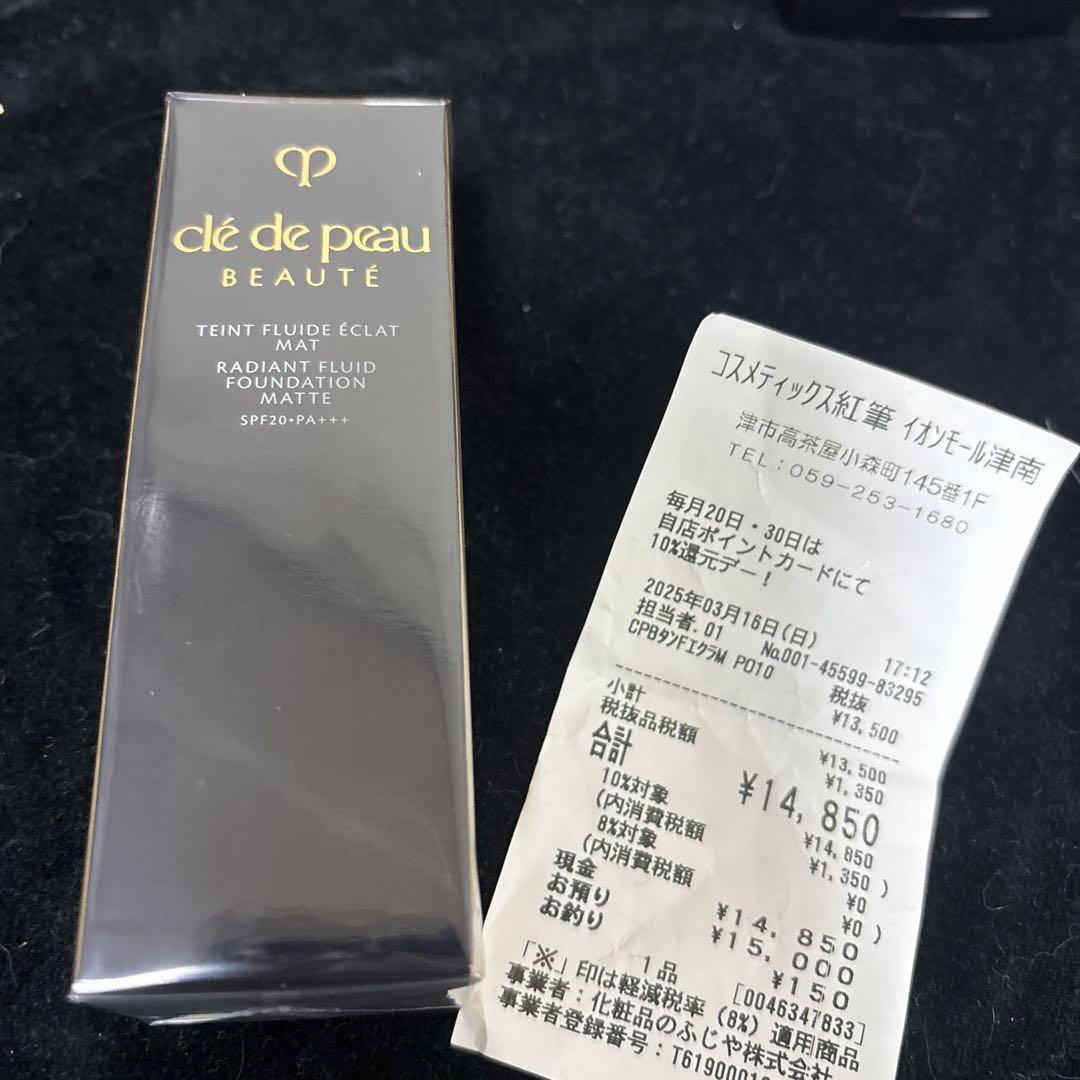 clé de peau
BEAUTÉ
TEINT FLUIDE ÉCLAT
MAT
RADIANT FLUID
FOUNDATION
MATTE
SPF20•PA+++
コスメティックス紅筆 イオンモール津南
津市高茶屋小森町145番1F
TEL:059-253-1680
毎月20日・30日は
自店ポイントカードにて
10%還元デー!
2025年03月16日(日) 17:12
担当者.01 No.001-45599-83295
CPBタンFエクラM PO10 税抜
¥13,500
小計 ¥13,500
税抜品税額 ¥1,350
合計 ¥14,850
10%対象 ¥14,850
(内消費税額 ¥1,350 )
8%対象 ¥0
(内消費税額 ¥0 )
現金 ¥14,850
お預り ¥15,000
お釣り ¥150
1品 [0046347833]
「※」印は軽減税率 (8%) 適用商品
事業者:化粧品のふじや株式会社
事業者登録番号:T6190001